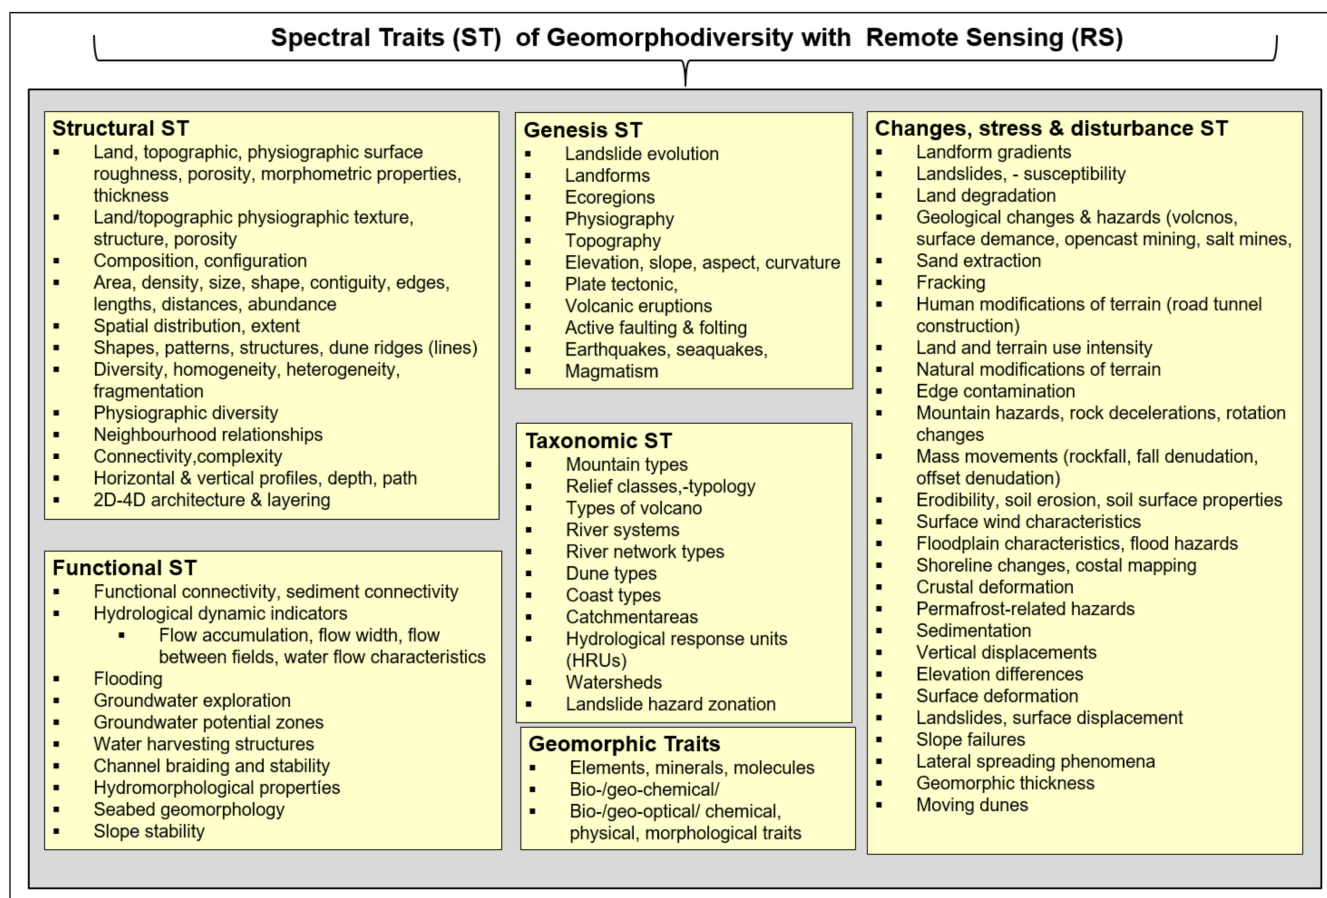 Spectral Traits (ST)  of Geomorphodiversity with  Remote Sensing (RS)
Structural ST
▪ Land, topographic, physiographic surface
roughness, porosity, morphometric properties,
thickness
▪ Land/topographic physiographic texture,
structure, porosity
▪ Composition, configuration
▪ Area, density, size, shape, contiguity, edges,
lengths, distances, abundance
▪ Spatial distribution, extent
▪ Shapes, patterns, structures, dune ridges (lines)
▪ Diversity, homogeneity, heterogeneity,
fragmentation
▪ Physiographic diversity
▪ Neighbourhood relationships
▪ Connectivity,complexity
▪ Horizontal & vertical profiles, depth, path
▪ 2D-4D architecture & layering
Functional ST
▪ Functional connectivity, sediment connectivity
▪ Hydrological dynamic indicators
▪ Flow accumulation, flow width, flow
between fields, water flow characteristics
▪ Flooding
▪ Groundwater exploration
▪ Groundwater potential zones
▪ Water harvesting structures
▪ Channel braiding and stability
▪ Hydromorphological propertíes
▪ Seabed geomorphology
▪ Slope stability
Genesis ST
▪ Landslide evolution
▪ Landforms
▪ Ecoregions
▪ Physiography
▪ Topography
▪ Elevation, slope, aspect, curvature
▪ Plate tectonic,
▪ Volcanic eruptions
▪ Active faulting & folting
▪ Earthquakes, seaquakes,
▪ Magmatism
Taxonomic ST
▪ Mountain types
▪ Relief classes,-typology
▪ Types of volcano
▪ River systems
▪ River network types
▪ Dune types
▪ Coast types
▪ Catchmentareas
▪ Hydrological response units
(HRUs)
▪ Watersheds
▪ Landslide hazard zonation
Geomorphic Traits
▪ Elements, minerals, molecules
▪ Bio-/geo-chemical/
▪ Bio-/geo-optical/ chemical,
physical, morphological traits
Changes, stress & disturbance ST
▪ Landform gradients
▪ Landslides, - susceptibility
▪ Land degradation
▪ Geological changes & hazards (volcnos,
surface demance, opencast mining, salt mines,
▪ Sand extraction
▪ Fracking
▪ Human modifications of terrain (road tunnel
construction)
▪ Land and terrain use intensity
▪ Natural modifications of terrain
▪ Edge contamination
▪ Mountain hazards, rock decelerations, rotation
changes
▪ Mass movements (rockfall, fall denudation,
offset denudation)
▪ Erodibility, soil erosion, soil surface properties
▪ Surface wind characteristics
▪ Floodplain characteristics, flood hazards
▪ Shoreline changes, costal mapping
▪ Crustal deformation
▪ Permafrost-related hazards
▪ Sedimentation
▪ Vertical displacements
▪ Elevation differences
▪ Surface deformation
▪ Landslides, surface displacement
▪ Slope failures
▪ Lateral spreading phenomena
▪ Geomorphic thickness
▪ Moving dunes